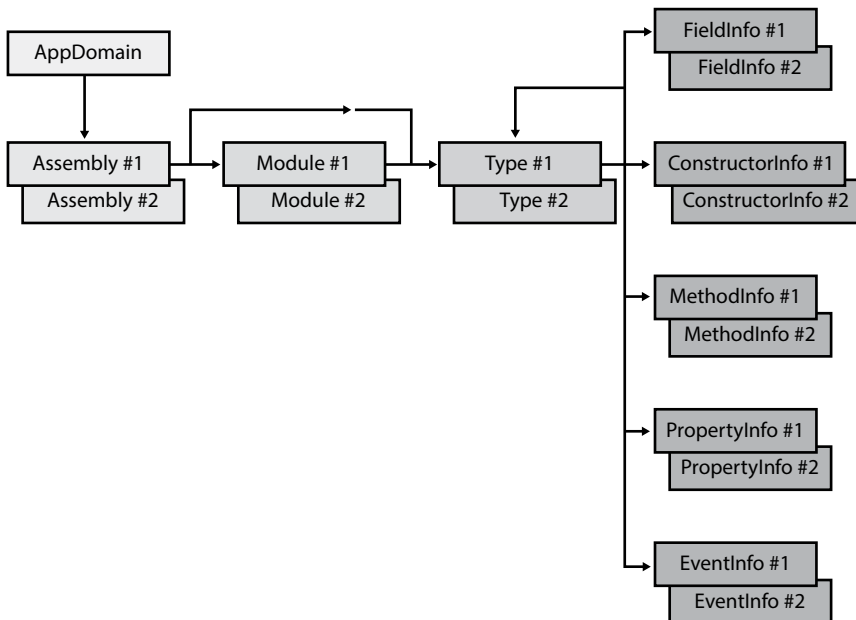 AppDomain
Assembly #1
Assembly #2
Module #1
Module #2
Type #1
Type #2
FieldInfo #1
FieldInfo #2
ConstructorInfo #1
ConstructorInfo #2
MethodInfo #1
MethodInfo #2
PropertyInfo #1
PropertyInfo #2
EventInfo #1
EventInfo #2